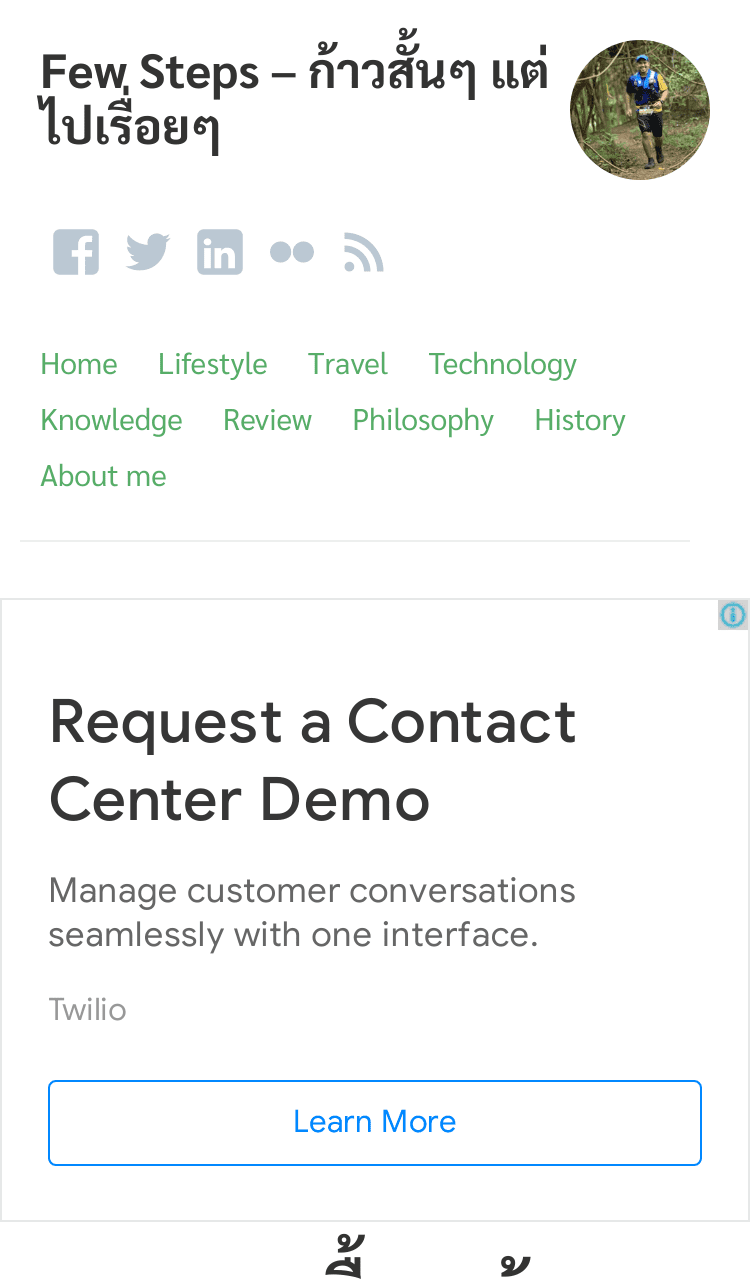 Few Steps – ก้าวสั้นๆ แต่
ไปเรื่อยๆ
Home Lifestyle Travel Technology
Knowledge Review Philosophy History
About me
Request a Contact
Center Demo
Manage customer conversations
seamlessly with one interface.
Twilio
Learn More